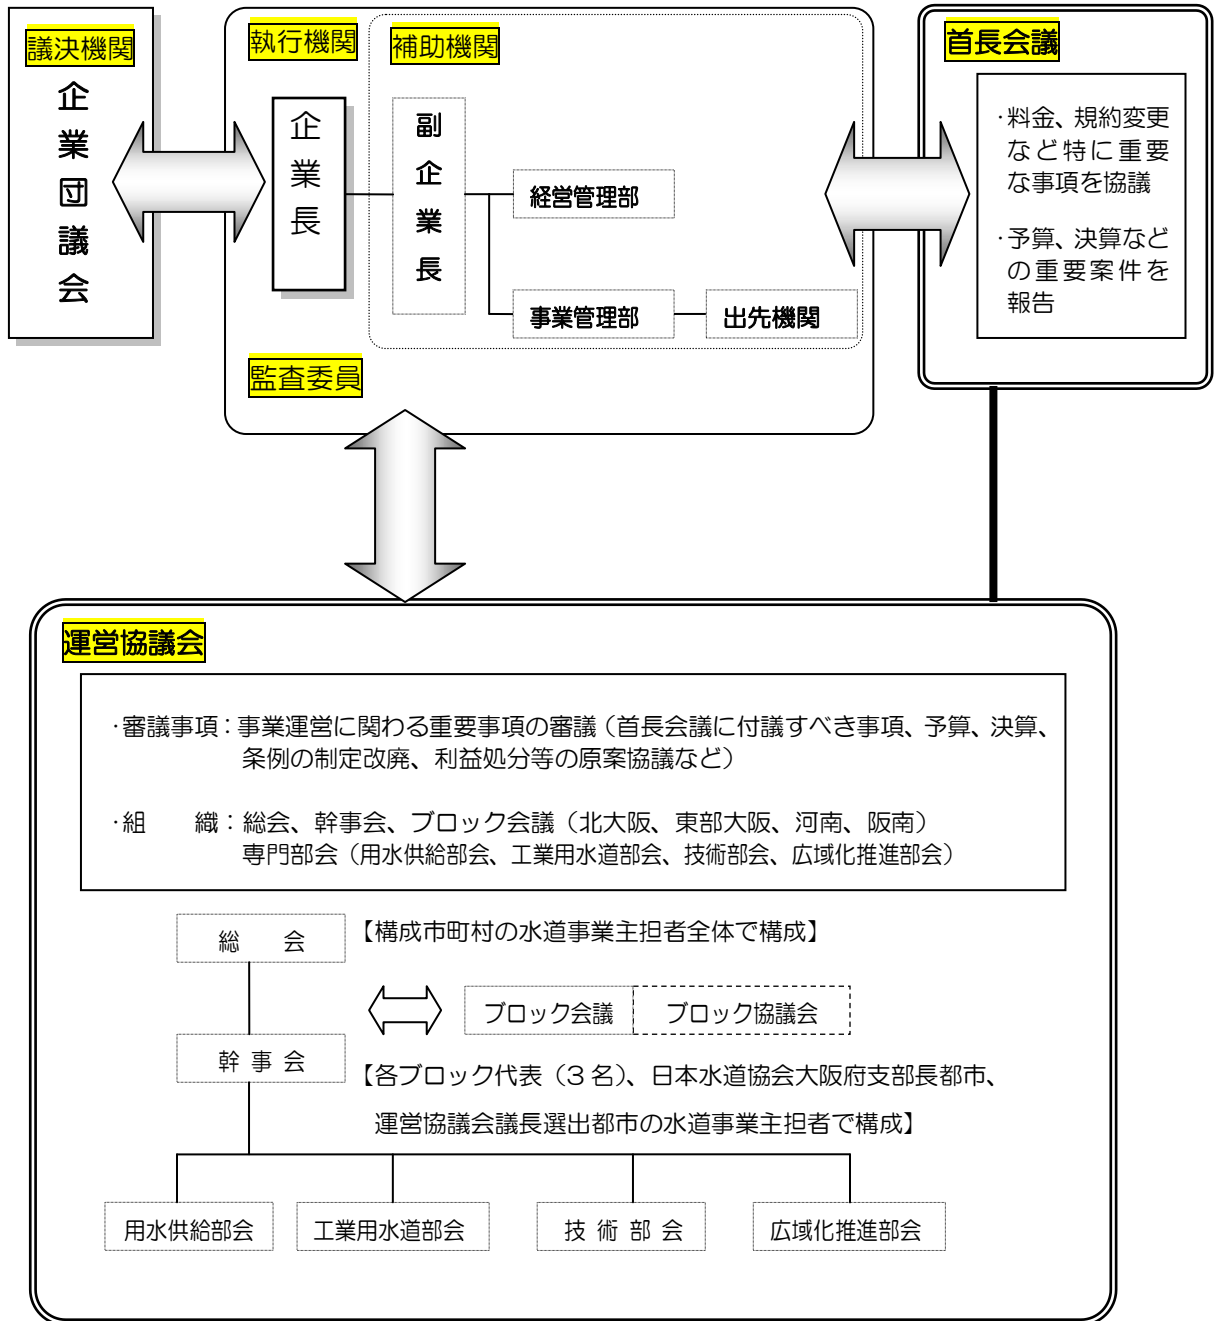 議決機関
企業団議会
執行機関
企業長
補助機関
副企業長
経営管理部
事業管理部
出先機関
監査委員
首長会議
・料金、規約変更
など特に重要
な事項を協議
・予算、決算など
の重要案件を
報告
運営協議会
・審議事項：事業運営に関わる重要事項の審議（首長会議に付議すべき事項、予算、決算、
条例の制定改廃、利益処分等の原案協議など）
・組　　織：総会、幹事会、ブロック会議（北大阪、東部大阪、河南、阪南）
専門部会（用水供給部会、工業用水道部会、技術部会、広域化推進部会）
総　　会
【構成市町村の水道事業主担者全体で構成】
ブロック会議
ブロック協議会
幹 事 会
【各ブロック代表（３名）、日本水道協会大阪府支部長都市、
運営協議会議長選出都市の水道事業主担者で構成】
用水供給部会
工業用水道部会
技 術 部 会
広域化推進部会